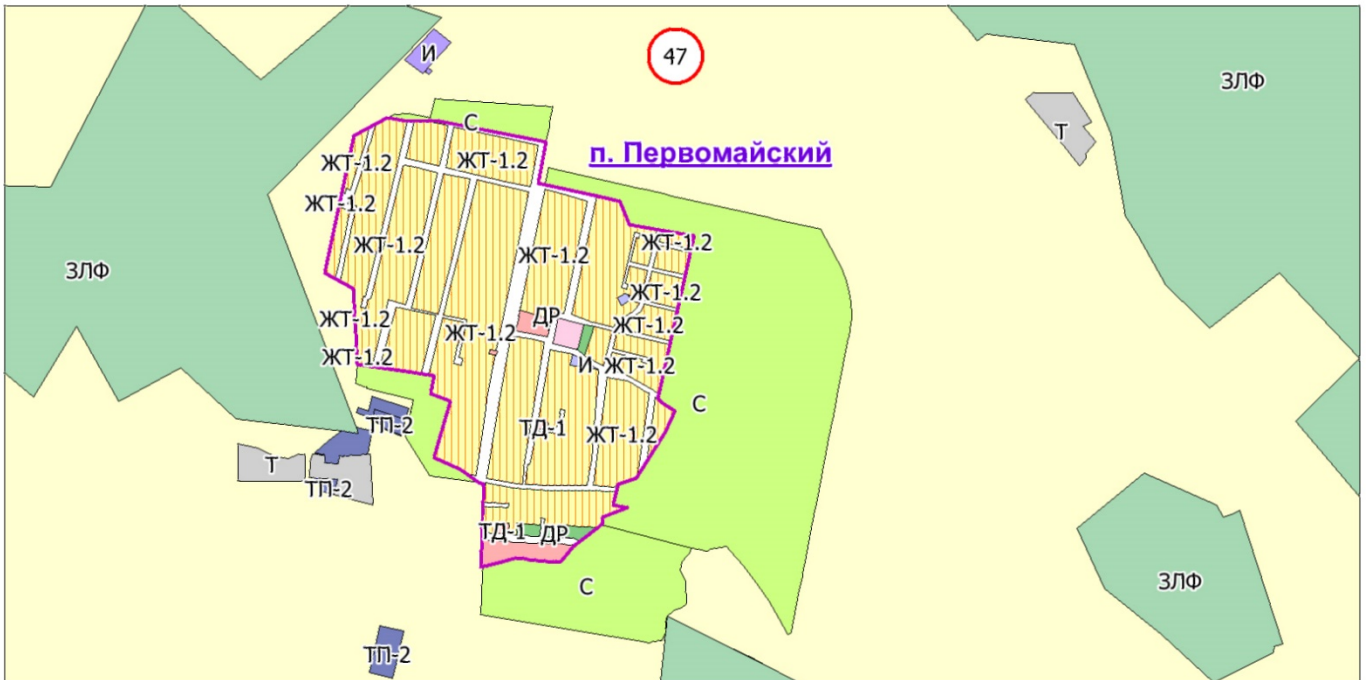 47
И
ЗЛФ
Т
С
п. Первомайский
ЖТ-1.2
ЖТ-1.2
ЖТ-1.2
ЖТ-1.2
ЖТ-1.2
ЖТ-1.2
ЗЛФ
ЖТ-1.2
ДР
ЖТ-1.2
ЖТ-1.2
ЖТ-1.2
ЖТ-1.2
И
ЖТ-1.2
С
ТП-2
ТД-1
ЖТ-1.2
Т
ТП-2
ТД-1
ДР
С
ЗЛФ
ТП-2